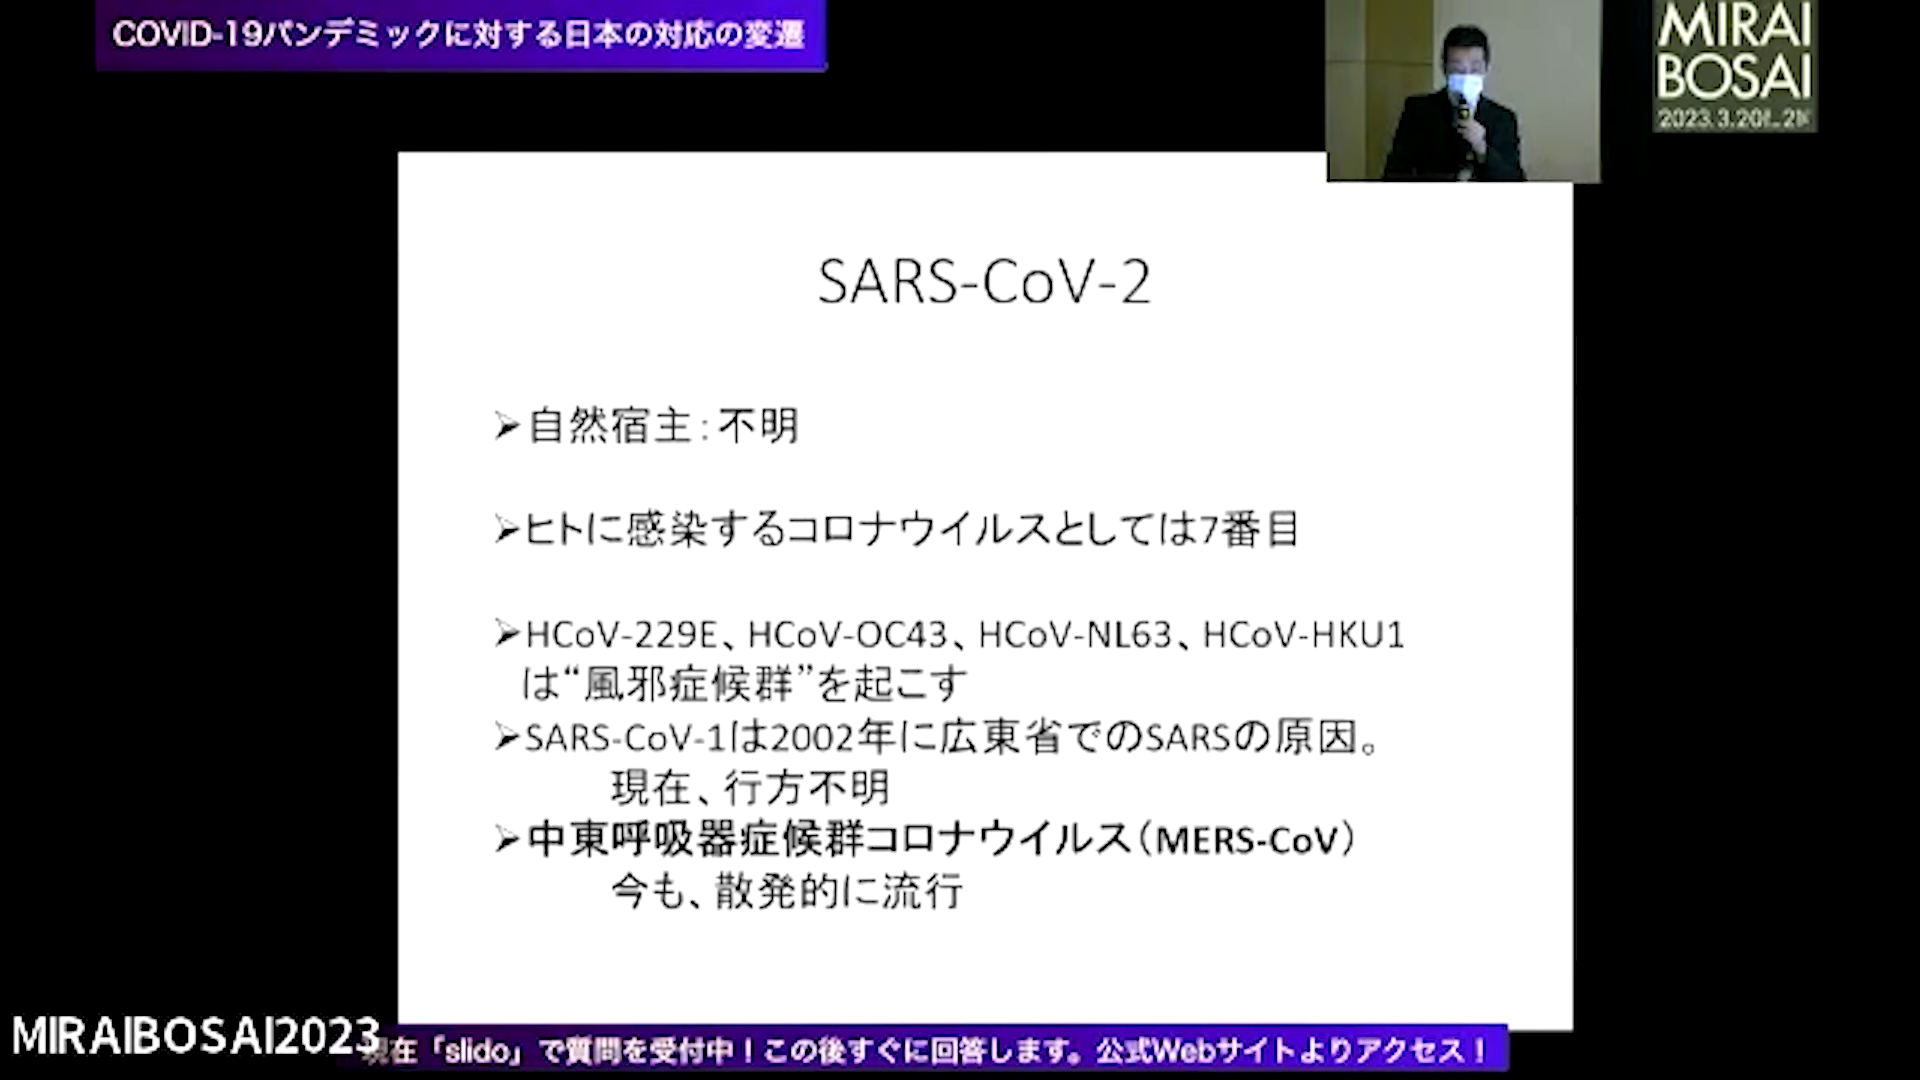 COVID-19パンデミックに対する日本の対応の変遷
MIRAI
BOSAI
SARS-CoV-2
➢自然宿主：不明
➢ヒトに感染するコロナウイルスとしては7番目
➢HCoV-229E、HCoV-OC43、HCoV-NL63、HCoV-HKU1
は“風邪症候群”を起こす
➢SARS-CoV-1は2002年に広東省でのSARSの原因。
現在、行方不明
➢中東呼吸器症候群コロナウイルス（MERS-CoV）
今も、散発的に流行
MIRAIBOSAI2023
現在「slido」で質問を受付中！この後すぐに回答します。公式Webサイトよりアクセス！